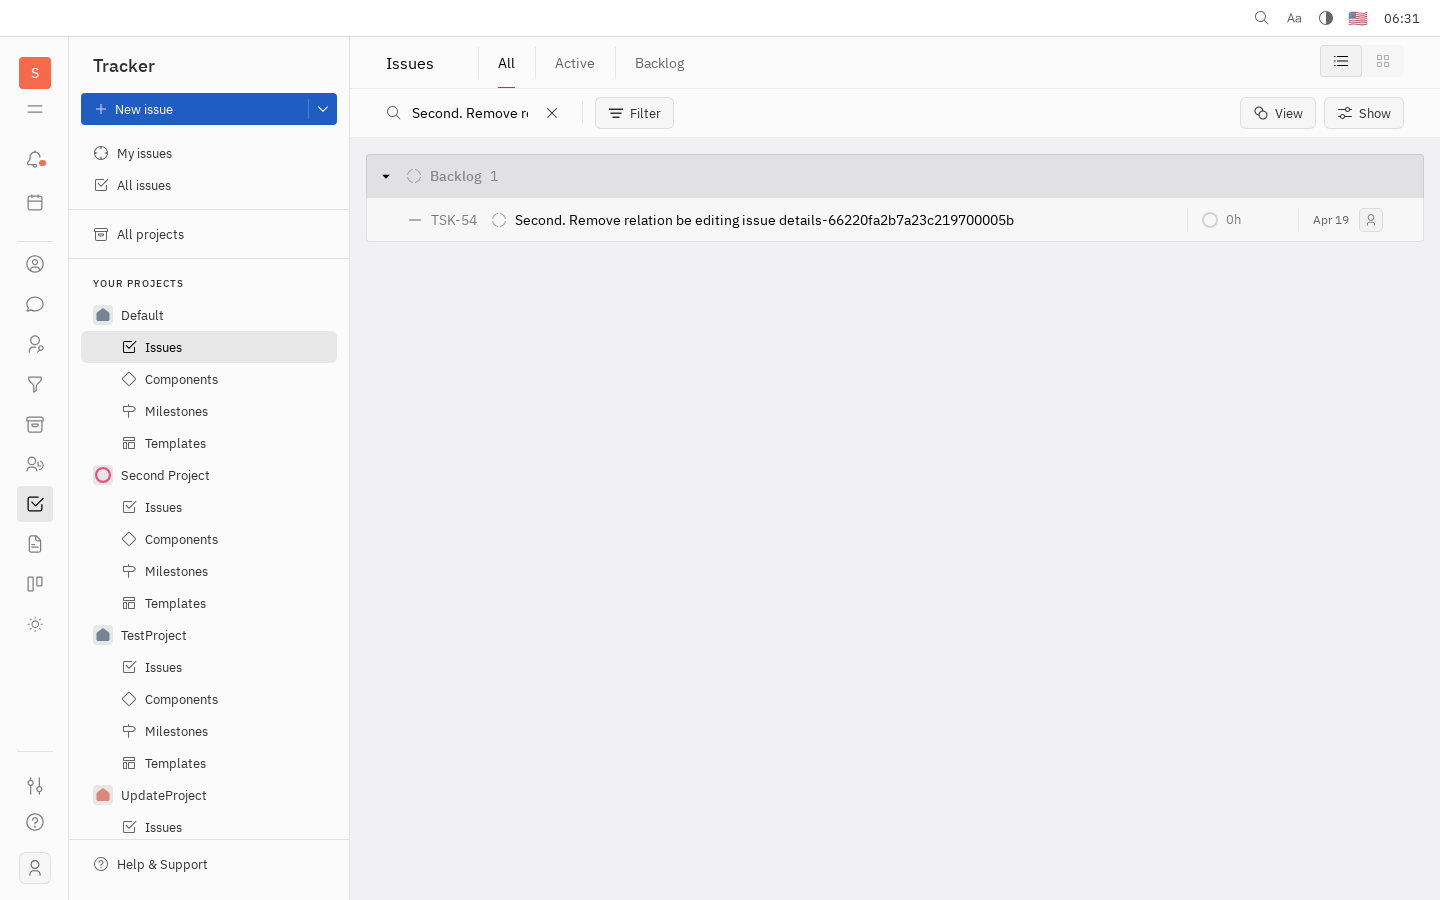 Aa
06:31
S
Tracker
New issue
My issues
All issues
All projects
YOUR PROJECTS
Default
Issues
Components
Milestones
Templates
Second Project
Issues
Components
Milestones
Templates
TestProject
Issues
Components
Milestones
Templates
UpdateProject
Issues
Help & Support
Issues
All
Active
Backlog
Second. Remove re
Filter
View
Show
Backlog 1
TSK-54 Second. Remove relation be editing issue details-66220fa2b7a23c219700005b 0h Apr 19